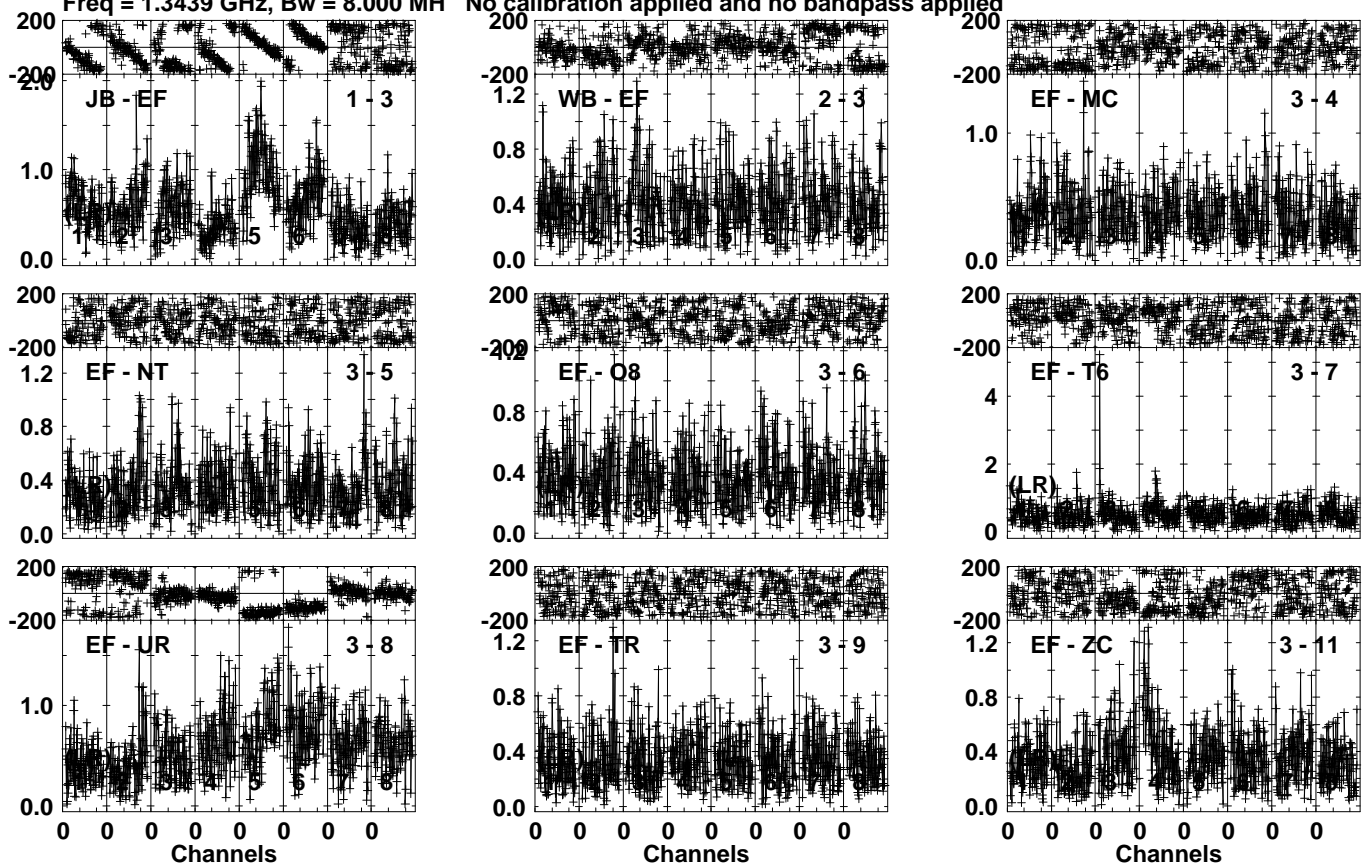 Freq = 1.3439 GHz, Bw = 8.000 MH No calibration applied and no bandpass applied
200 200 200
-200 -200 -200
2.0
JB - EF 1 - 3
1.0
0.0
WB - EF 2 - 3
1.2
0.8
0.4
0.0
EF - MC 3 - 4
1.0
0.0
200 200 200
-200 -200 -200
EF - NT 3 - 5
1.2
0.8
0.4
0.0
1.2
EF - O8 3 - 6
0.8
0.4
0.0
EF - T6 3 - 7
4
2
(LR)
0
200 200 200
-200 -200 -200
EF - UR 3 - 8
1.0
0.0
EF - TR 3 - 9
1.2
0.8
0.4
0.0
EF - ZC 3 - 11
1.2
0.8
0.4
0.0
0 0 0 0 0 0 0 0 0 0 0 0 0 0 0 0 0 0 0 0 0 0 0 0
Channels Channels Channels